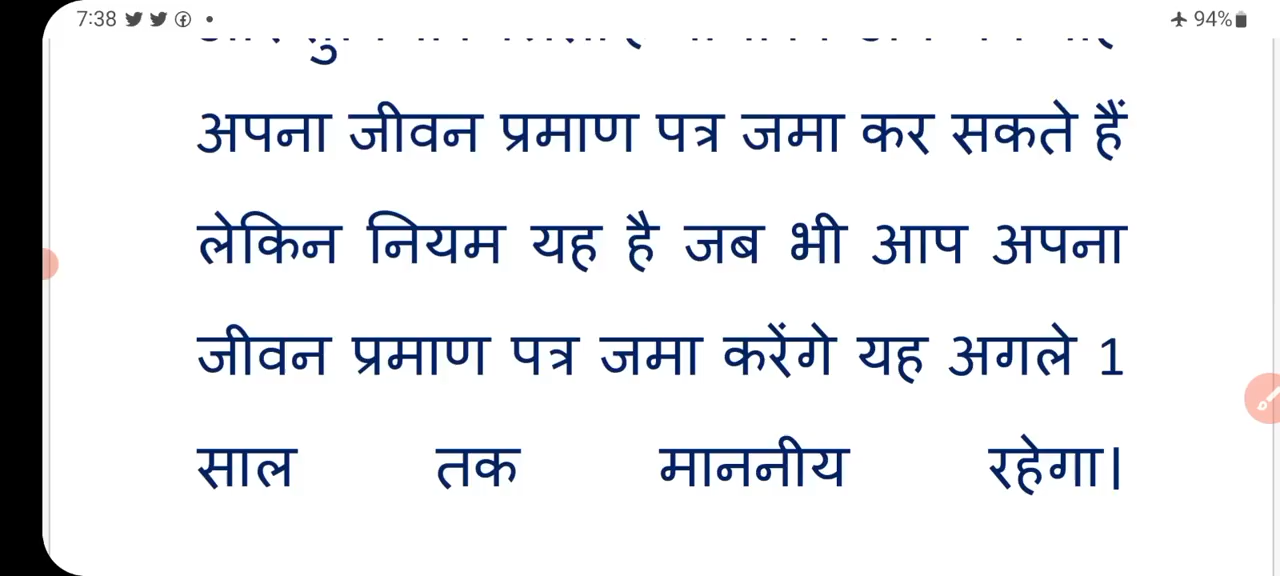 7:38 94%
अपना जीवन प्रमाण पत्र जमा कर सकते हैं
लेकिन नियम यह है जब भी आप अपना
जीवन प्रमाण पत्र जमा करेंगे यह अगले 1
साल तक माननीय रहेगा।